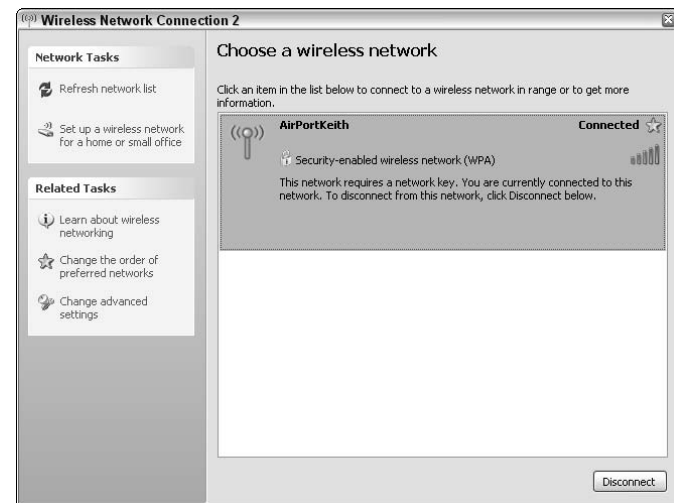 Wireless Network Connection 2
Network Tasks
Refresh network list
Set up a wireless network
for a home or small office
Related Tasks
Learn about wireless
networking
Change the order of
preferred networks
Change advanced
settings
Choose a wireless network
Click an item in the list below to connect to a wireless network in range or to get more
information.
AirPortKeith
Connected
Security-enabled wireless network (WPA)
This network requires a network key. You are currently connected to this
network. To disconnect from this network, click Disconnect below.
Disconnect